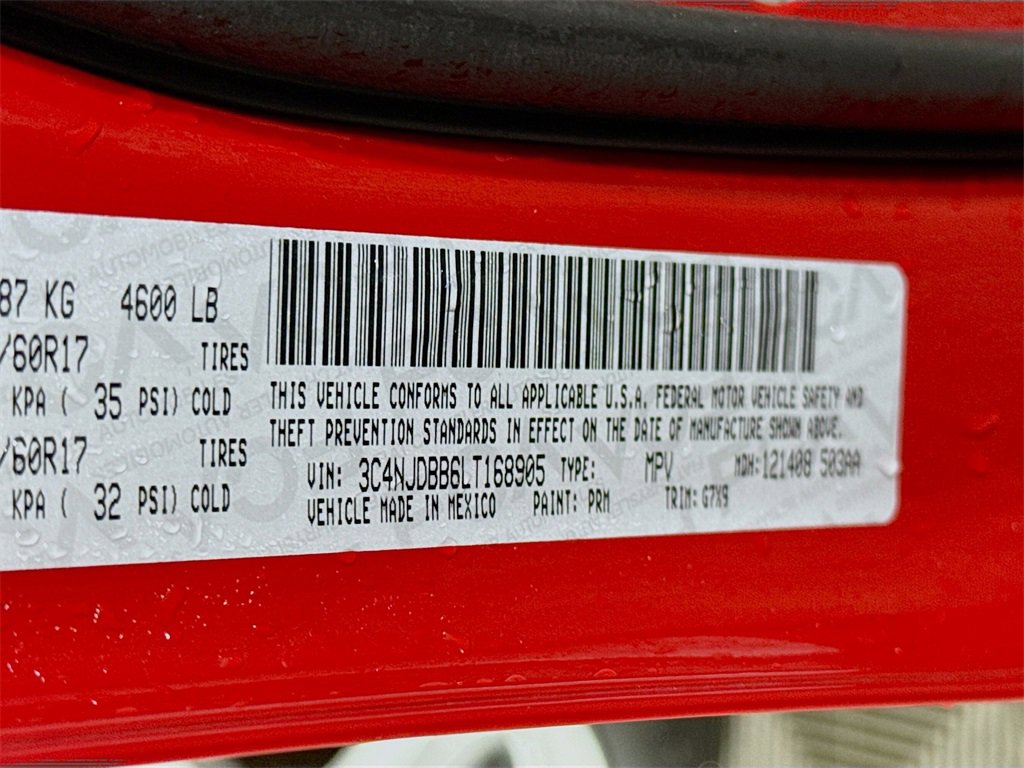 87 KG 4600 LB
/60R17 TIRES
KPA ( 35 PSI) COLD
/60R17 TIRES
KPA ( 32 PSI) COLD
THIS VEHICLE CONFORMS TO ALL APPLICABLE U.S.A. FEDERAL MOTOR VEHICLE SAFETY AND
THEFT PREVENTION STANDARDS IN EFFECT ON THE DATE OF MANUFACTURE SHOWN ABOVE.
VIN: 3C4NJDBB6LT168905 TYPE: MPV MDH: 121408 503AA
VEHICLE MADE IN MEXICO PAINT: PRM TRIM: G7X9